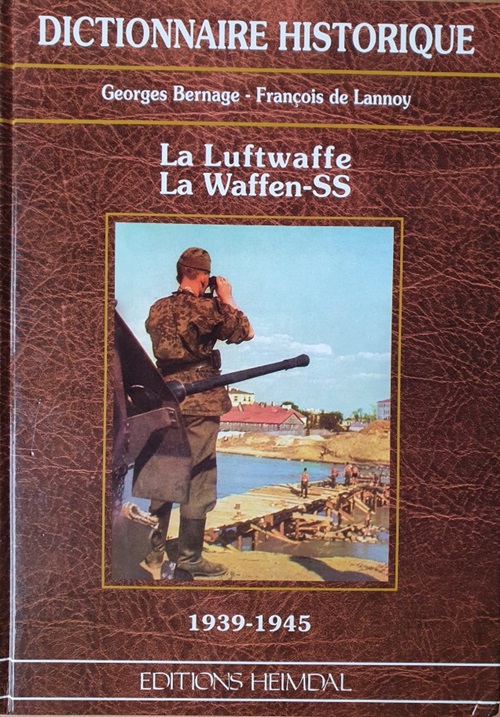 DICTIONNAIRE HISTORIQUE
Georges Bernage - François de Lannoy
La Luftwaffe
La Waffen-SS
1939-1945
EDITIONS HEIMDAL